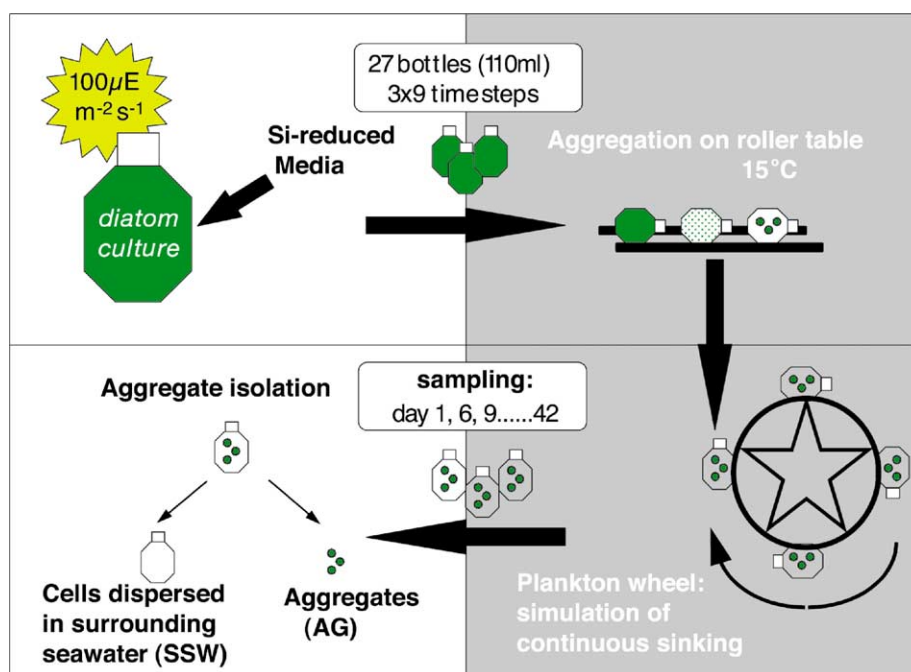 100µE
m⁻² s⁻¹
diatom
culture
Si-reduced
Media
27 bottles (110ml)
3x9 timesteps
Aggregation on roller table
15°C
Plankton wheel:
simulation of
continuous sinking
sampling:
day 1, 6, 9......42
Aggregate isolation
Cells dispersed
in surrounding
seawater (SSW)
Aggregates
(AG)